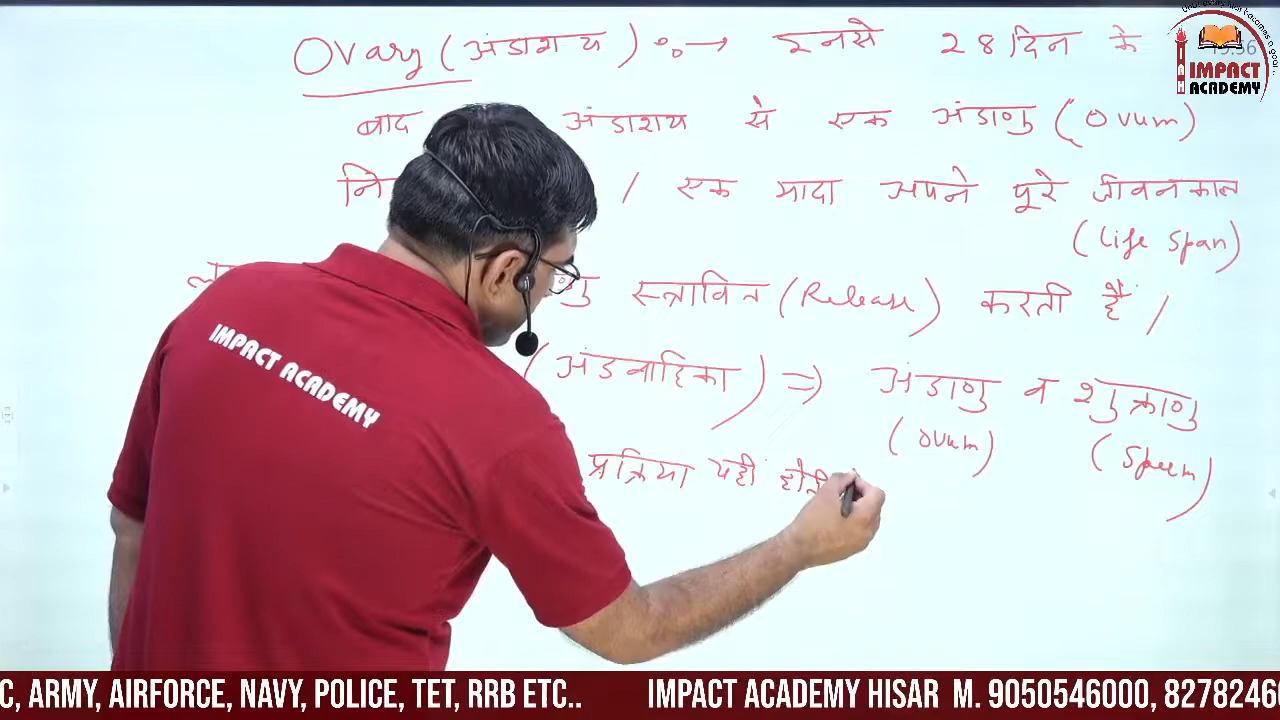 Ovary (अंडाशय) :→ इनसे 28 दिन के
बाद अंडाशय से एक अंडाणु (Ovum)
नि / एक मादा अपने पूरे जीवनकाल
(Life Span)
णु स्त्रावित (Release) करती है /
(अंडवाहिका) => अंडाणु व शुक्राणु
(Ovum) (Sperm)
प्रक्रिया यही होती
IMPACT ACADEMY
IMPACT
ACADEMY
C, ARMY, AIRFORCE, NAVY, POLICE, TET, RRB ETC.. IMPACT ACADEMY HISAR M. 9050546000, 8278246